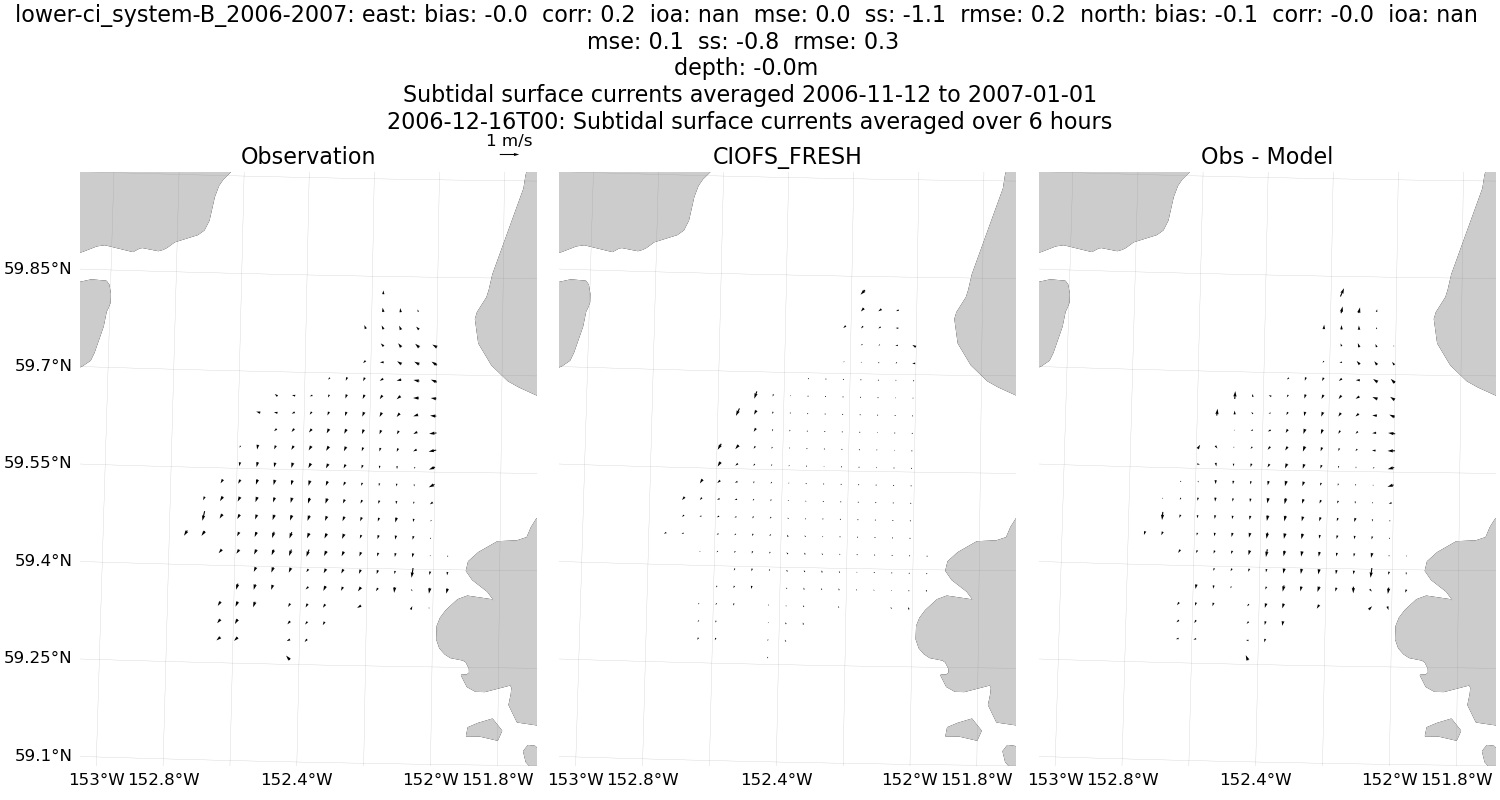 lower-ci_system-B_2006-2007: east: bias: -0.0  corr: 0.2  ioa: nan  mse: 0.0  ss: -1.1  rmse: 0.2  north: bias: -0.1  corr: -0.0  ioa: nan
mse: 0.1  ss: -0.8  rmse: 0.3
depth: -0.0m
Subtidal surface currents averaged 2006-11-12 to 2007-01-01
2006-12-16T00: Subtidal surface currents averaged over 6 hours
1 m/s
Observation CIOFS_FRESH Obs - Model
59.85°N
59.7°N
59.55°N
59.4°N
59.25°N
59.1°N
153°W 152.8°W 152.4°W 152°W 151.8°W 153°W 152.8°W 152.4°W 152°W 151.8°W 153°W 152.8°W 152.4°W 152°W 151.8°W